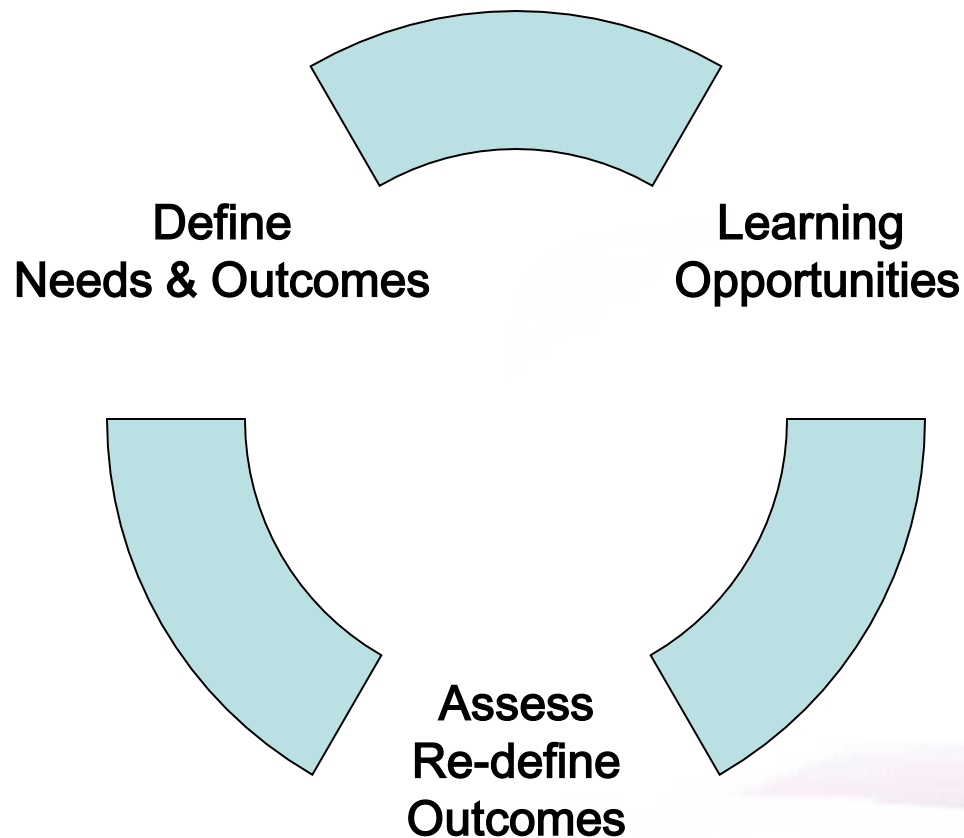 Define
Needs & Outcomes
Learning
Opportunities
Assess
Re-define
Outcomes